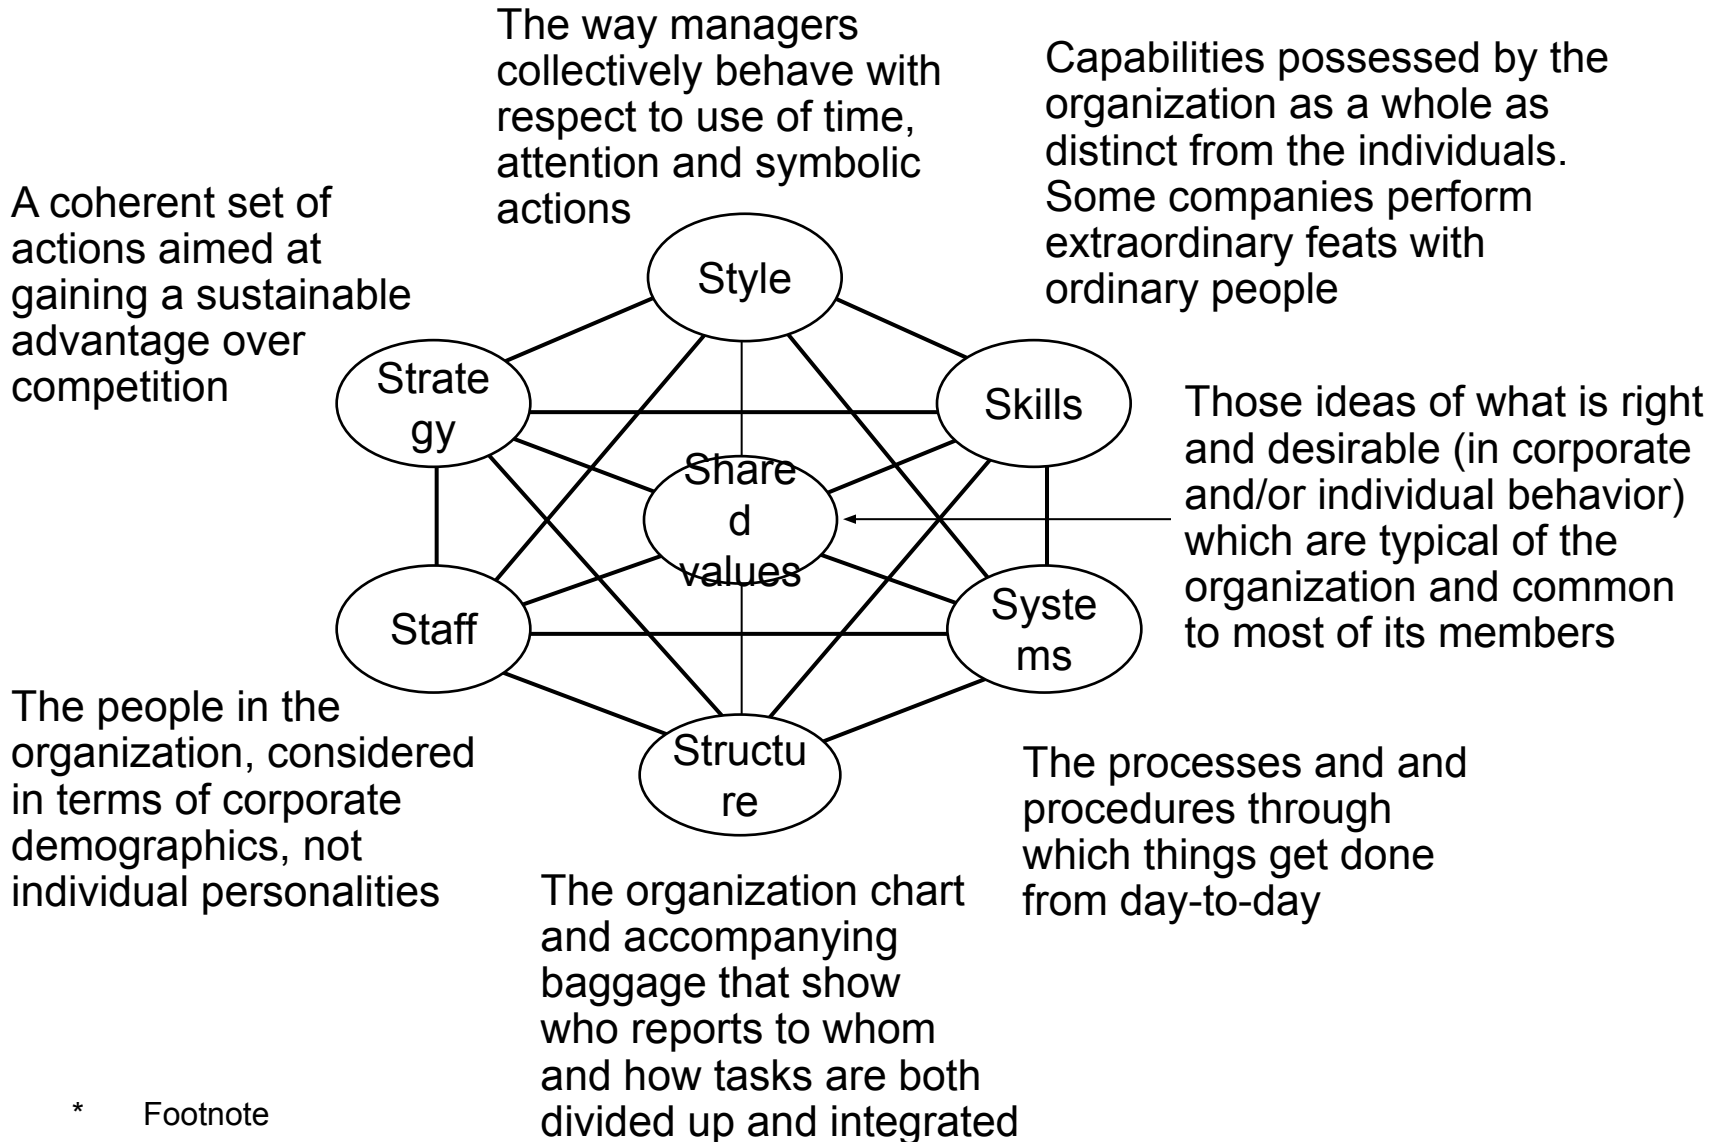 The way managers
collectively behave with
respect to use of time,
attention and symbolic
actions
Capabilities possessed by the
organization as a whole as
distinct from the individuals.
Some companies perform
extraordinary feats with
ordinary people
A coherent set of
actions aimed at
gaining a sustainable
advantage over
competition
Style
Strate
gy
Skills
Share
d
values
Those ideas of what is right
and desirable (in corporate
and/or individual behavior)
which are typical of the
organization and common
to most of its members
Staff
Syste
ms
Structu
re
The people in the
organization, considered
in terms of corporate
demographics, not
individual personalities
The processes and and
procedures through
which things get done
from day-to-day
The organization chart
and accompanying
baggage that show
who reports to whom
and how tasks are both
divided up and integrated
* Footnote